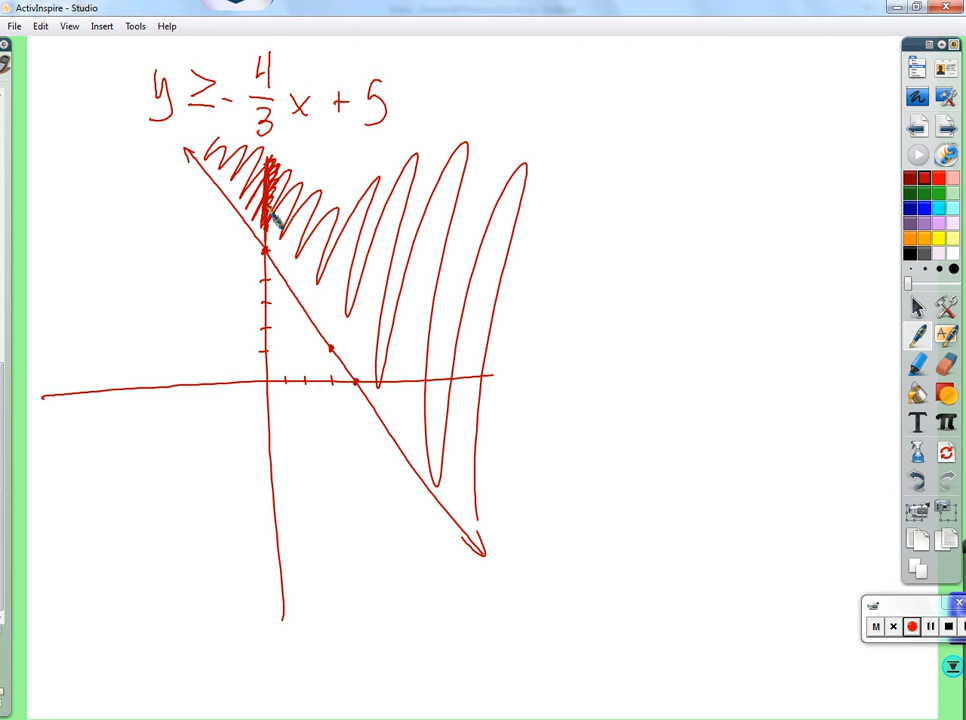 ActivInspire - Studio
File Edit View Insert Tools Help
y ≥ - 4/3 x + 5
T π
M